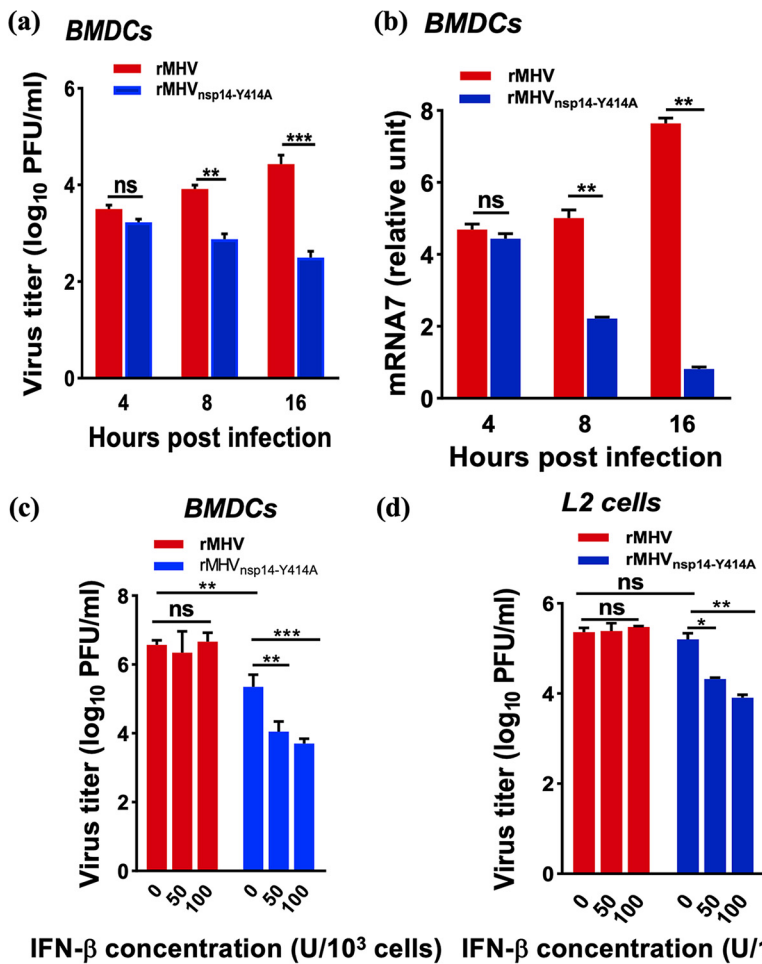 (a) BMDCs
rMHV
rMHVnsp14-Y414A
Virus titer (log10 PFU/ml)
6
4
2
0
ns
**
***
4 8 16
Hours post infection
(b) BMDCs
rMHV
rMHVnsp14-Y414A
mRNA7 (relative unit)
8
6
4
2
0
ns
**
**
4 8 16
Hours post infection
(c) BMDCs
rMHV
rMHVnsp14-Y414A
Virus titer (log10 PFU/ml)
8
6
4
2
0
**
ns
***
**
0 50 100 0 50 100
IFN-β concentration (U/10³ cells)
(d) L2 cells
rMHV
rMHVnsp14-Y414A
Virus titer (log10 PFU/ml)
6
4
2
0
ns
ns
**
*
0 50 100 0 50 100
IFN-β concentration (U/1